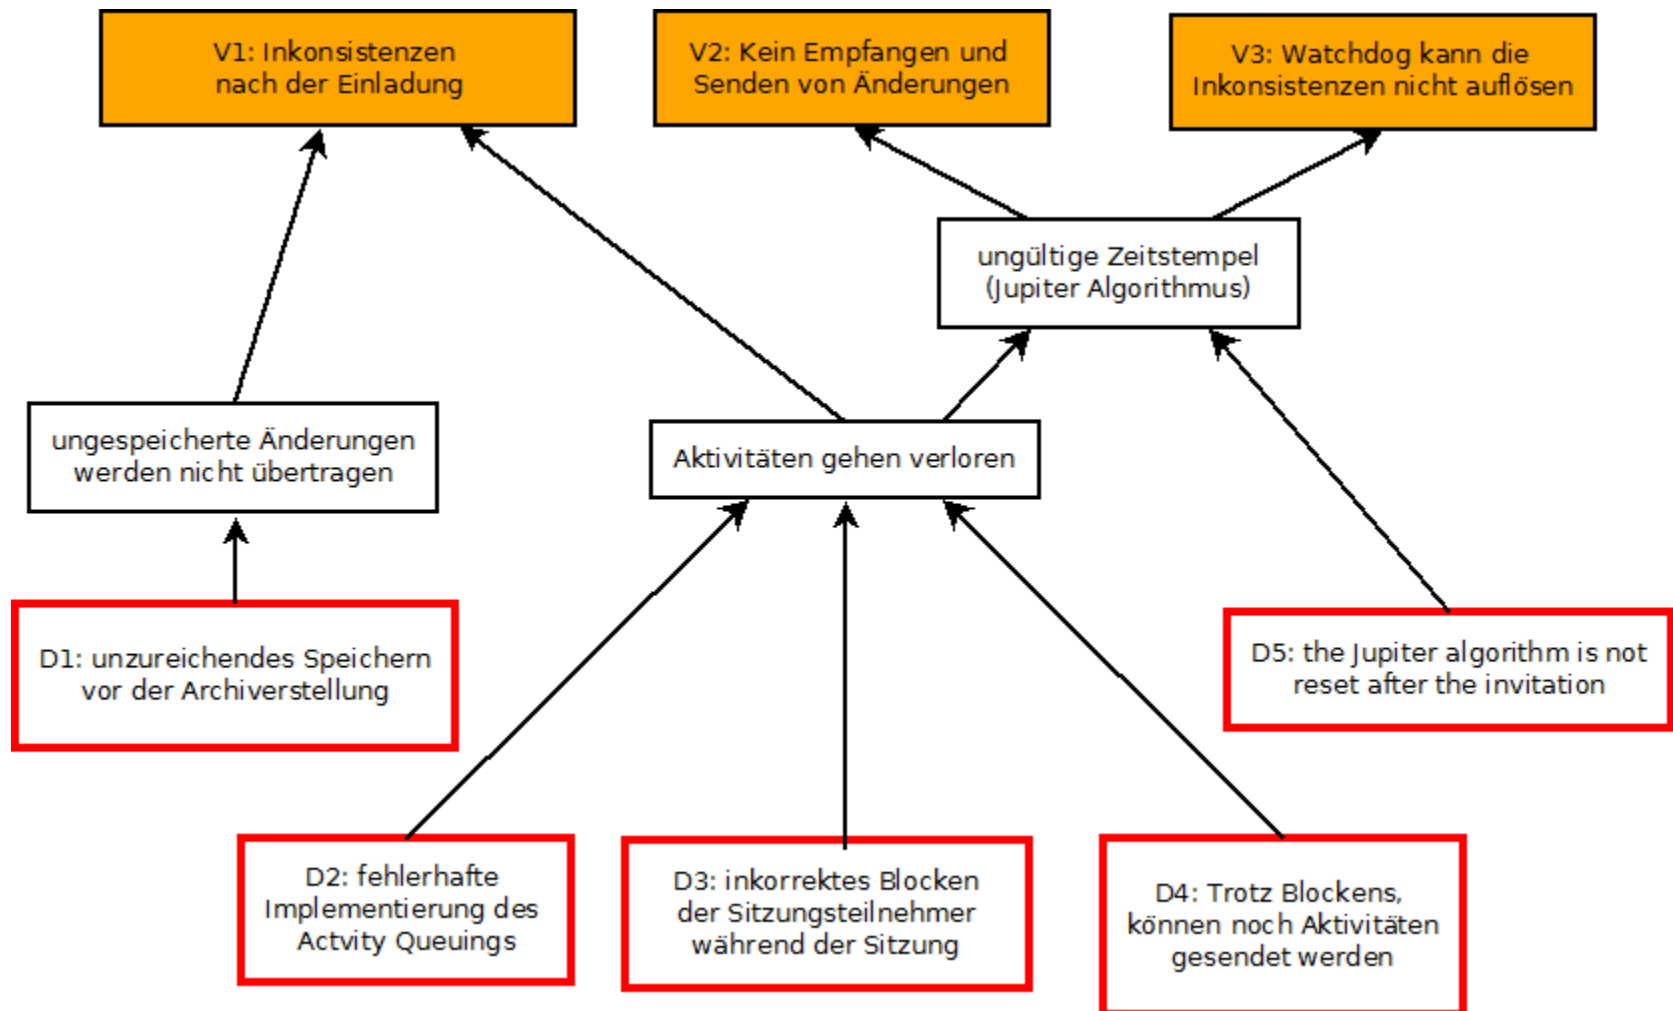 V1: Inkonsistenzen
nach der Einladung
V2: Kein Empfangen und
Senden von Änderungen
V3: Watchdog kann die
Inkonsistenzen nicht auflösen
ungültige Zeitstempel
(Jupiter Algorithmus)
ungespeicherte Änderungen
werden nicht übertragen
Aktivitäten gehen verloren
D1: unzureichendes Speichern
vor der Archiverstellung
D5: the Jupiter algorithm is not
reset after the invitation
D2: fehlerhafte
Implementierung des
Actvity Queuings
D3: inkorrektes Blocken
der Sitzungsteilnehmer
während der Sitzung
D4: Trotz Blockens,
können noch Aktivitäten
gesendet werden